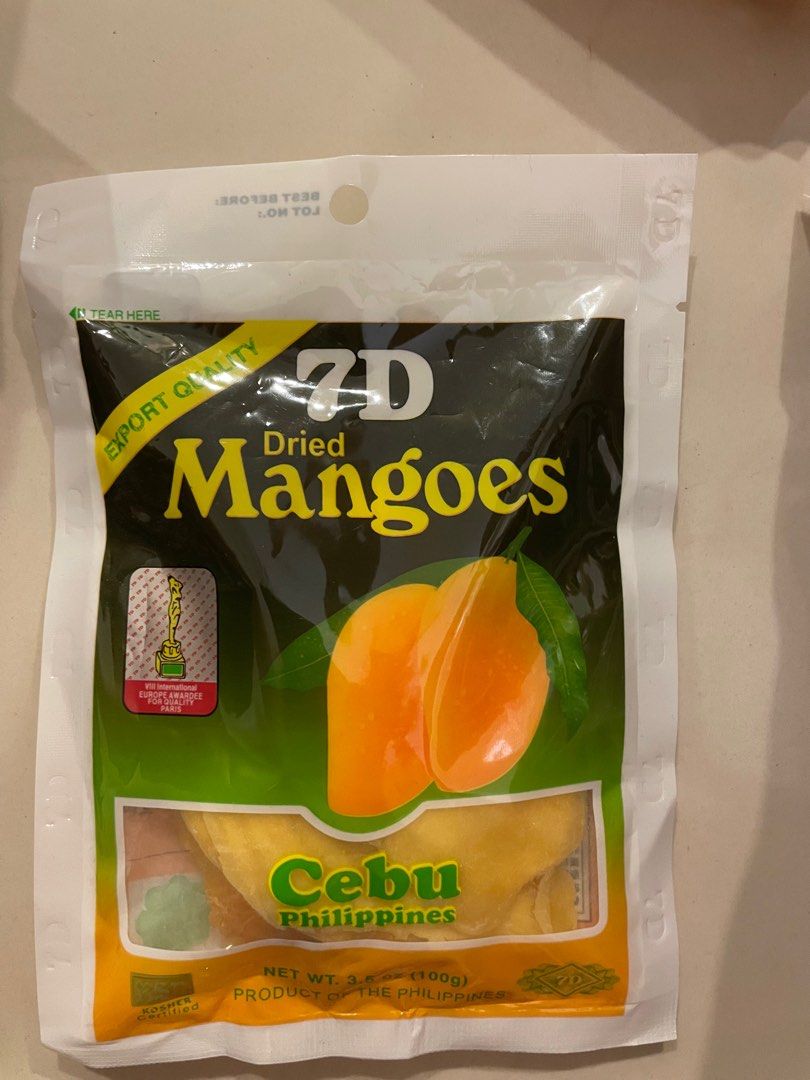 BEST BEFORE:
LOT NO.:
TEAR HERE
EXPORT QUALITY
7D
Dried
Mangoes
VIII International
EUROPE AWARDEE
FOR QUALITY
PARIS
Cebu
Philippines
NET WT. 3.5 oz (100g)
PRODUCT OF THE PHILIPPINES
KOSHER
Certified
7D